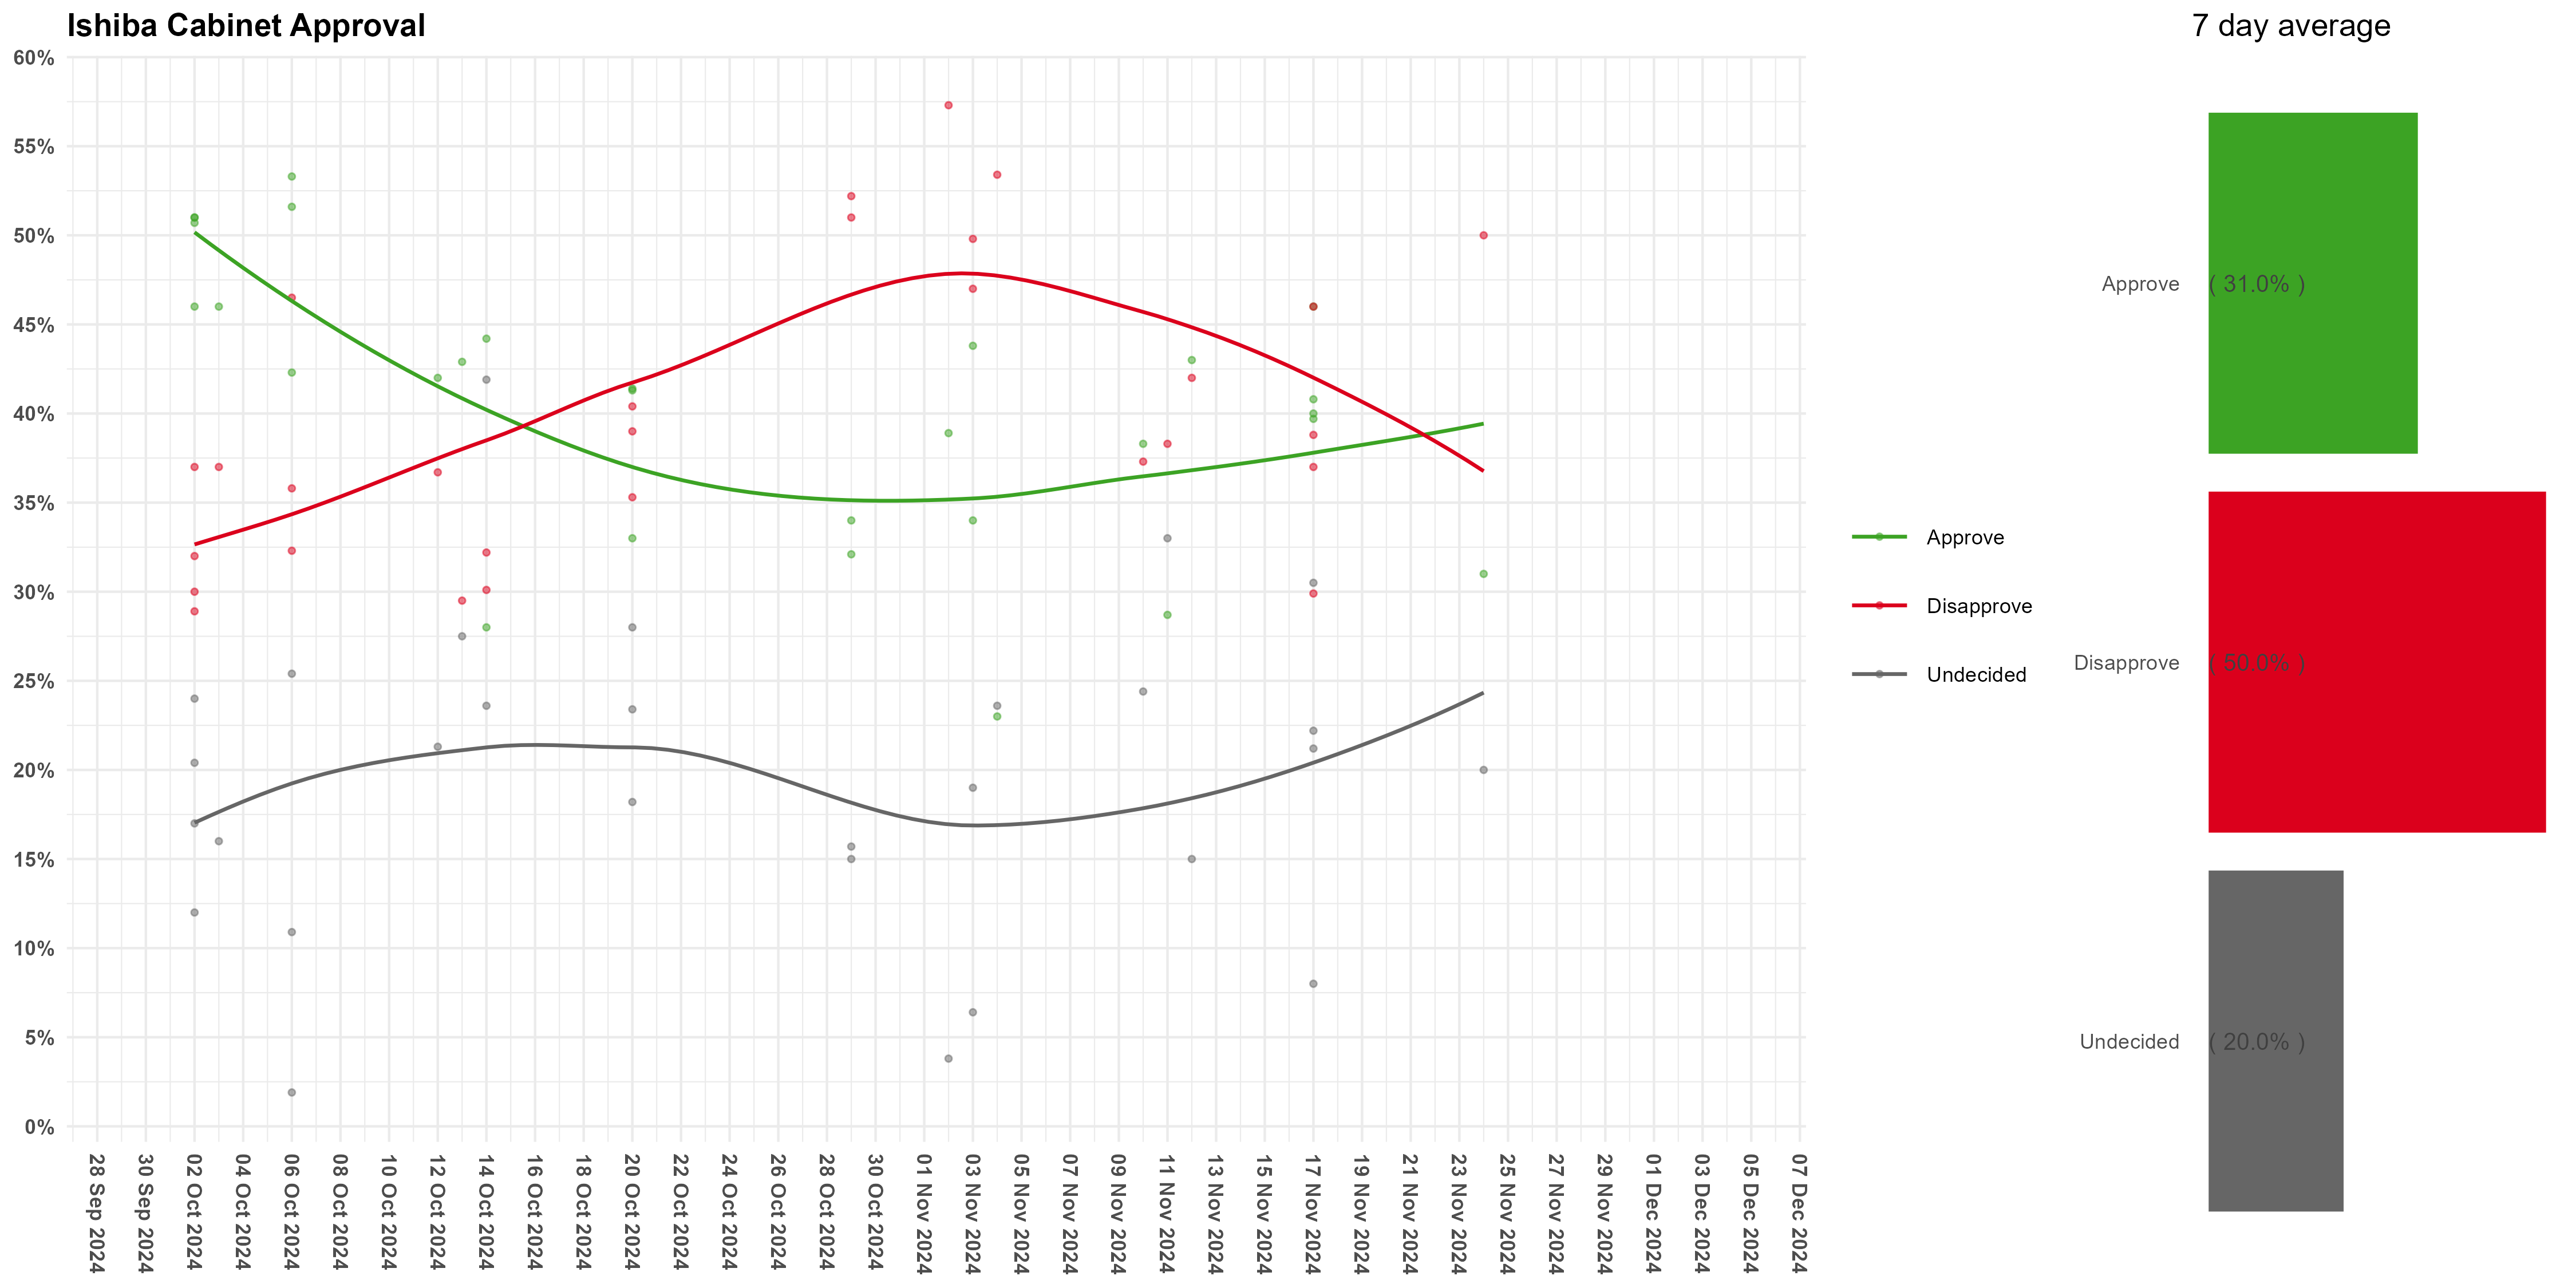 Ishiba Cabinet Approval
60%
55%
50%
45%
40%
35%
30%
25%
20%
15%
10%
5%
0%
28 Sep 2024
30 Sep 2024
02 Oct 2024
04 Oct 2024
06 Oct 2024
08 Oct 2024
10 Oct 2024
12 Oct 2024
14 Oct 2024
16 Oct 2024
18 Oct 2024
20 Oct 2024
22 Oct 2024
24 Oct 2024
26 Oct 2024
28 Oct 2024
30 Oct 2024
01 Nov 2024
03 Nov 2024
05 Nov 2024
07 Nov 2024
09 Nov 2024
11 Nov 2024
13 Nov 2024
15 Nov 2024
17 Nov 2024
19 Nov 2024
21 Nov 2024
23 Nov 2024
25 Nov 2024
27 Nov 2024
29 Nov 2024
01 Dec 2024
03 Dec 2024
05 Dec 2024
07 Dec 2024
Approve
Disapprove
Undecided
7 day average
Approve ( 31.0% )
Disapprove ( 50.0% )
Undecided ( 20.0% )